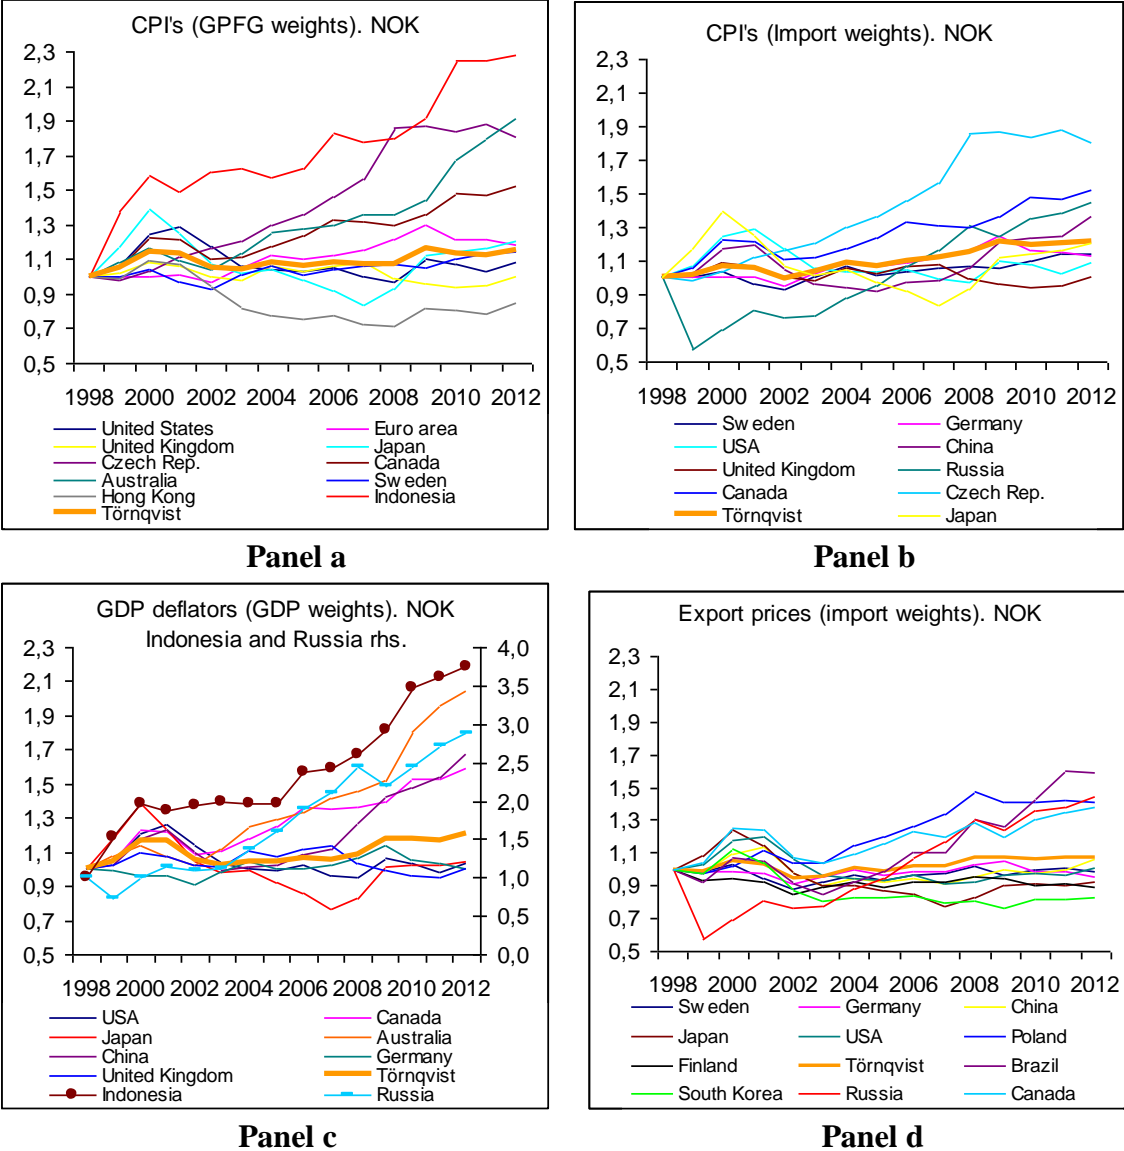 CPI's (GPFG weights). NOK
2,3
2,1
1,9
1,7
1,5
1,3
1,1
0,9
0,7
0,5
1998 2000 2002 2004 2006 2008 2010 2012
United States Euro area
United Kingdom Japan
Czech Rep. Canada
Australia Sweden
Hong Kong Indonesia
Törnqvist
Panel a
CPI's (Import weights). NOK
2,3
2,1
1,9
1,7
1,5
1,3
1,1
0,9
0,7
0,5
1998 2000 2002 2004 2006 2008 2010 2012
Sweden Germany
USA China
United Kingdom Russia
Canada Czech Rep.
Törnqvist Japan
Panel b
GDP deflators (GDP weights). NOK
Indonesia and Russia rhs.
2,3 4,0
2,1 3,5
1,9 3,0
1,7 2,5
1,5 2,0
1,3 1,5
1,1 1,0
0,9 0,5
0,7 0,0
0,5
1998 2000 2002 2004 2006 2008 2010 2012
USA Canada
Japan Australia
China Germany
United Kingdom Törnqvist
Indonesia Russia
Panel c
Export prices (import weights). NOK
2,3
2,1
1,9
1,7
1,5
1,3
1,1
0,9
0,7
0,5
1998 2000 2002 2004 2006 2008 2010 2012
Sweden Germany China
Japan USA Poland
Finland Törnqvist Brazil
South Korea Russia Canada
Panel d